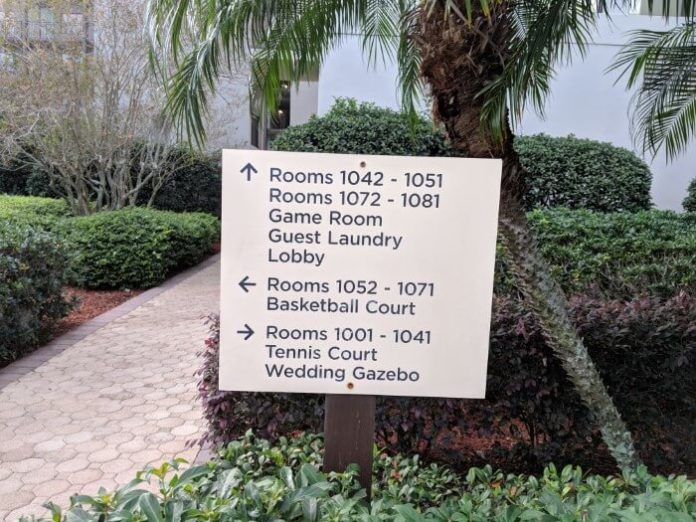 ↑ Rooms 1042 - 1051
Rooms 1072 - 1081
Game Room
Guest Laundry
Lobby
← Rooms 1052 - 1071
Basketball Court
→ Rooms 1001 - 1041
Tennis Court
Wedding Gazebo